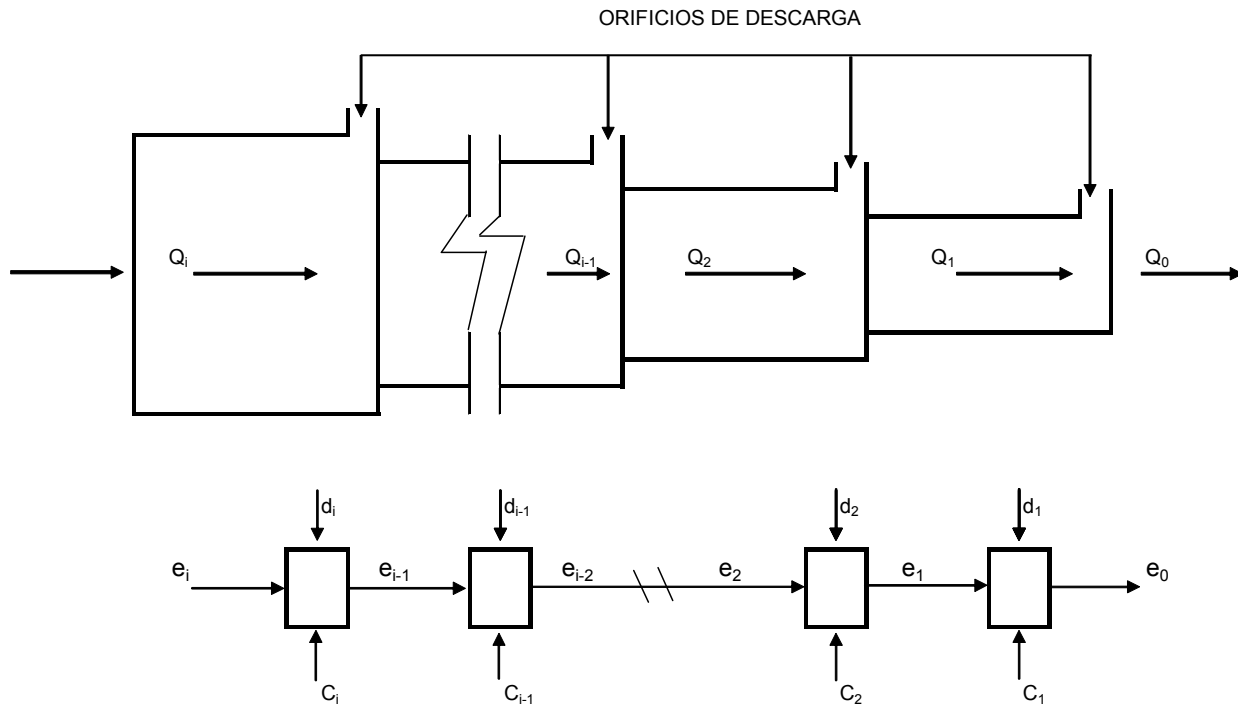 ORIFICIOS DE DESCARGA
Qi
Qi-1
Q2
Q1
Q0
di
di-1
d2
d1
ei
ei-1
ei-2
e2
e1
e0
Ci
Ci-1
C2
C1